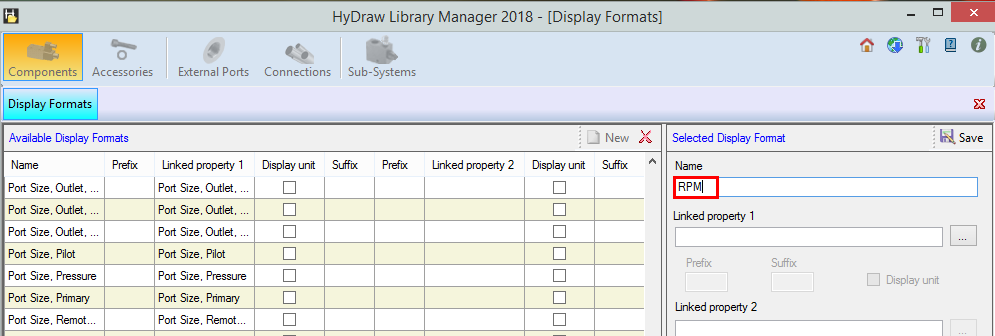 HyDraw Library Manager 2018 - [Display Formats]
Components Accessories External Ports Connections Sub-Systems
Display Formats
Available Display Formats New Selected Display Format Save
Name Prefix Linked property 1 Display unit Suffix Prefix Linked property 2 Display unit Suffix
Name
Port Size, Outlet, ... Port Size, Outlet, ...
RPM
Port Size, Outlet, ... Port Size, Outlet, ...
Linked property 1
Port Size, Outlet, ... Port Size, Outlet, ...
...
Port Size, Pilot Port Size, Pilot
Prefix Suffix
Port Size, Pressure Port Size, Pressure
Display unit
Port Size, Primary Port Size, Primary
Linked property 2
Port Size, Remot... Port Size, Remot...
...